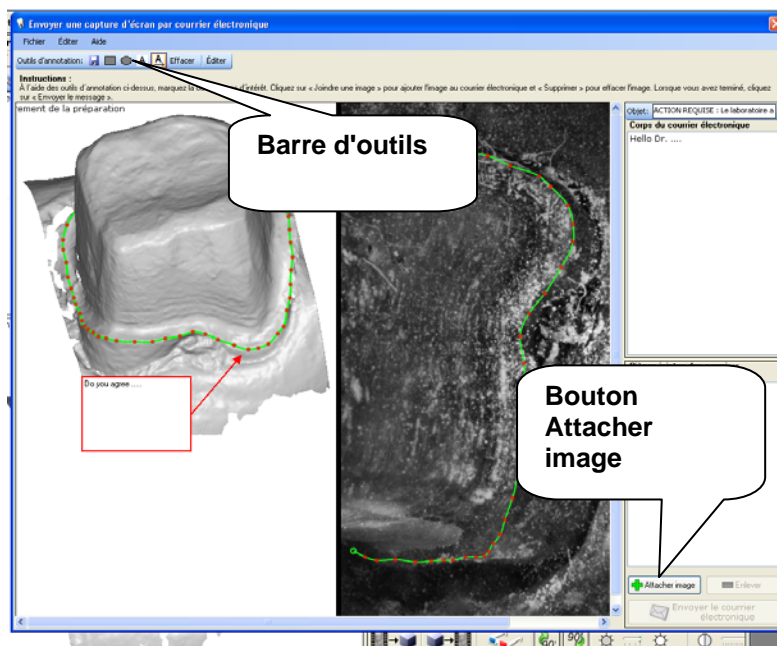 Envoyer une capture d'écran par courrier électronique
Fichier Éditer Aide
Outils d'annotation: A A Effacer Éditer
Instructions :
À l'aide des outils d'annotation ci-dessus, marquez la d'intérêt. Cliquez sur « Joindre une image » pour ajouter l'image au courrier électronique et « Supprimer » pour effacer l'image. Lorsque vous avez terminé, cliquez
sur « Envoyer le message ».
ement de la préparation
Objet: ACTION REQUISE : Le laboratoire a
Corps du courrier électronique
Hello Dr. ....
Barre d'outils
Do you agree ....
Bouton
Attacher
image
Attacher image Enlever
Envoyer le courrier
électronique
90° 90°